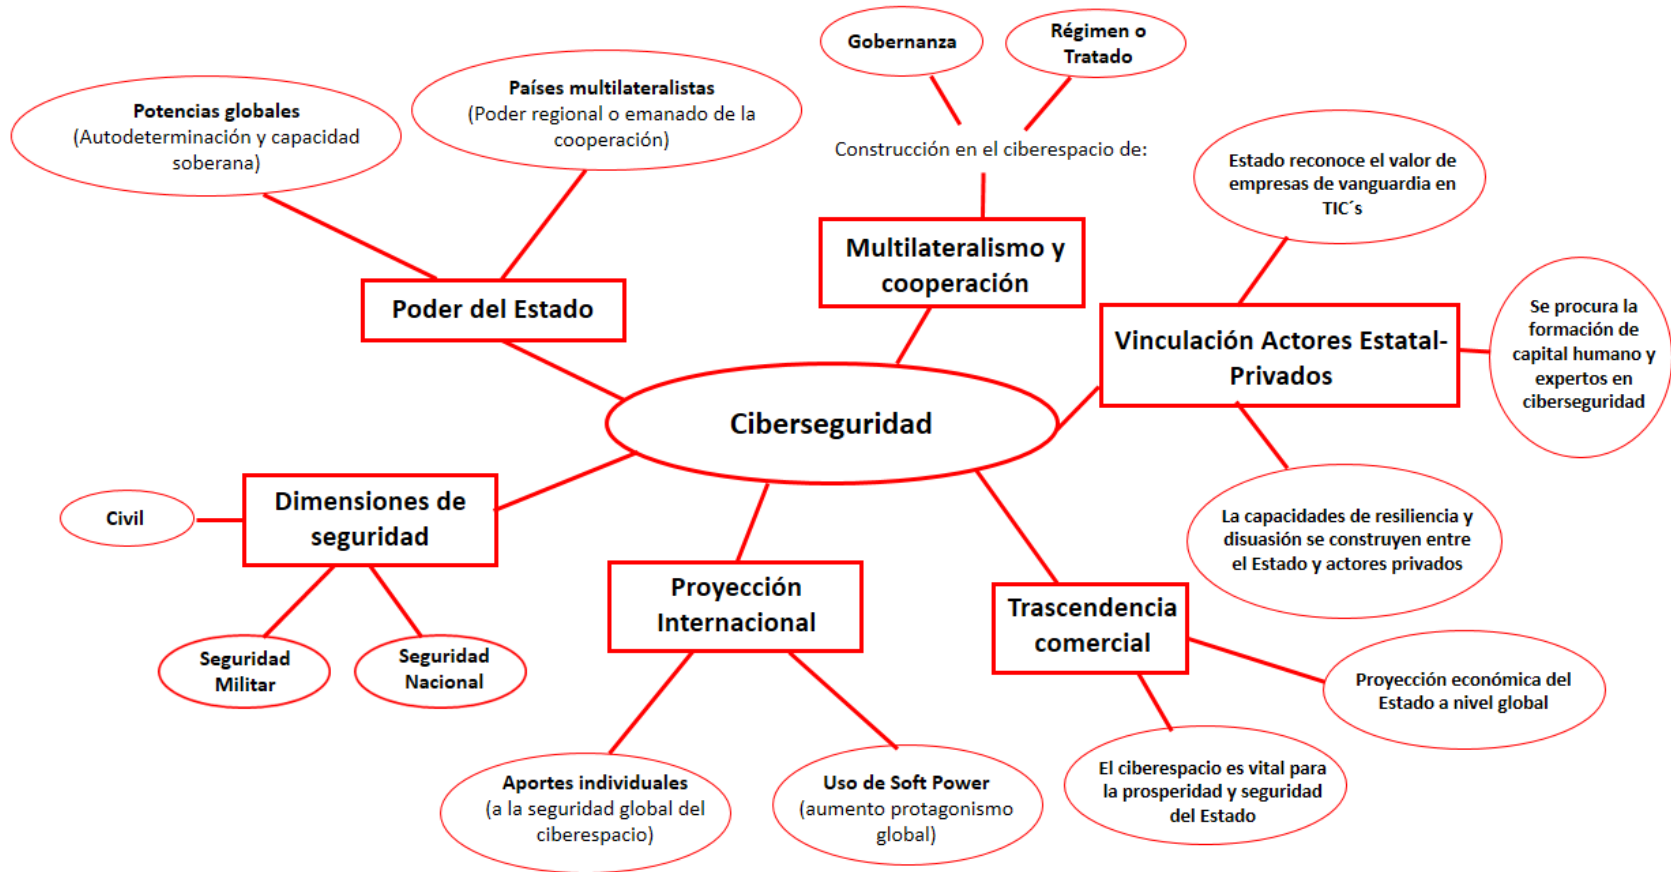 Gobernanza
Régimen o
Tratado
Países multilateralistas
(Poder regional o emanado de la
cooperación)
Potencias globales
(Autodeterminación y capacidad
soberana)
Construcción en el ciberespacio de:
Estado reconoce el valor de
empresas de vanguardia en
TIC´s
Multilateralismo y
cooperación
Poder del Estado
Vinculación Actores Estatal-
Privados
Se procura la
formación de
capital humano y
expertos en
ciberseguridad
Ciberseguridad
Dimensiones de
seguridad
Civil
La capacidades de resiliencia y
disuasión se construyen entre
el Estado y actores privados
Proyección
Internacional
Trascendencia
comercial
Seguridad
Militar
Seguridad
Nacional
Proyección económica del
Estado a nivel global
Aportes individuales
(a la seguridad global del
ciberespacio)
Uso de Soft Power
(aumento protagonismo
global)
El ciberespacio es vital para
la prosperidad y seguridad
del Estado